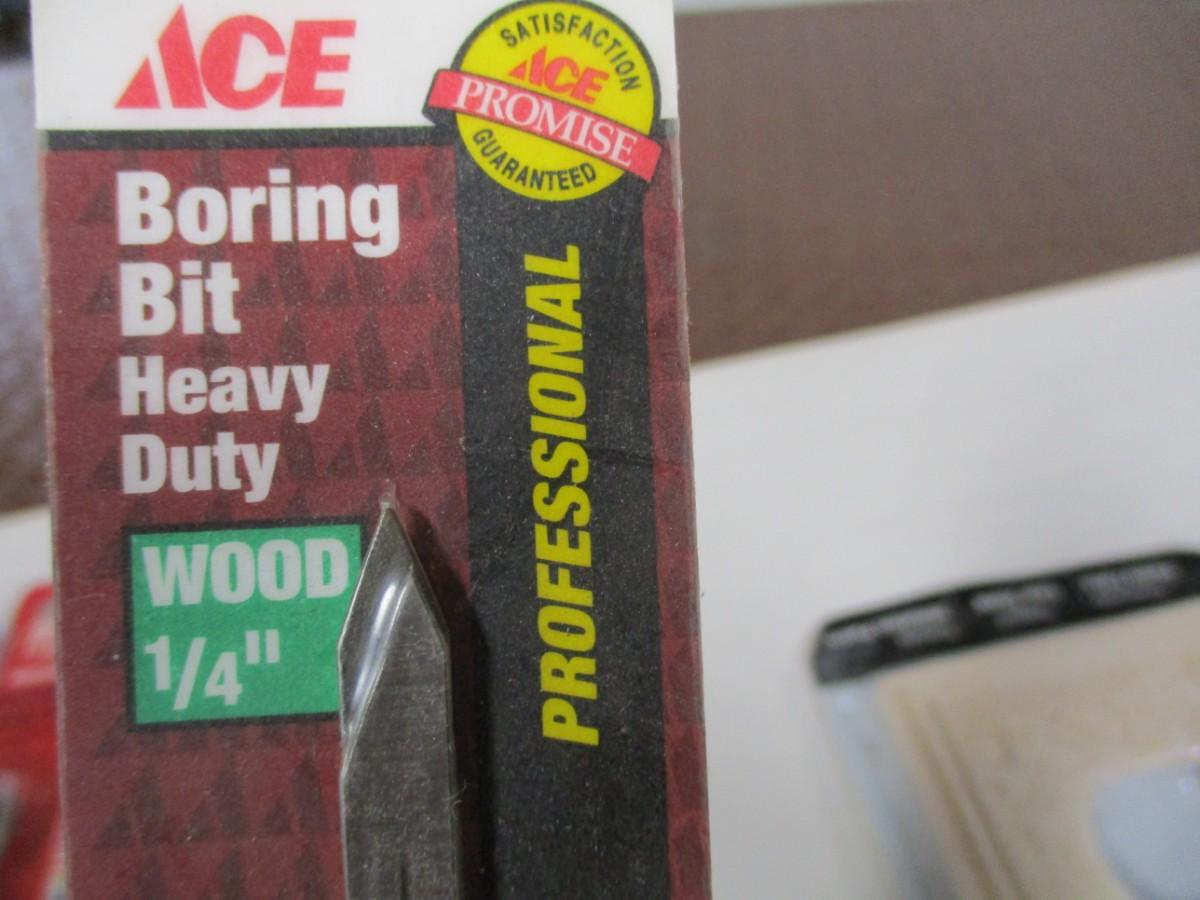 ACE
SATISFACTION
ACE
PROMISE
GUARANTEED
Boring
Bit
Heavy
Duty
WOOD
1/4"
PROFESSIONAL